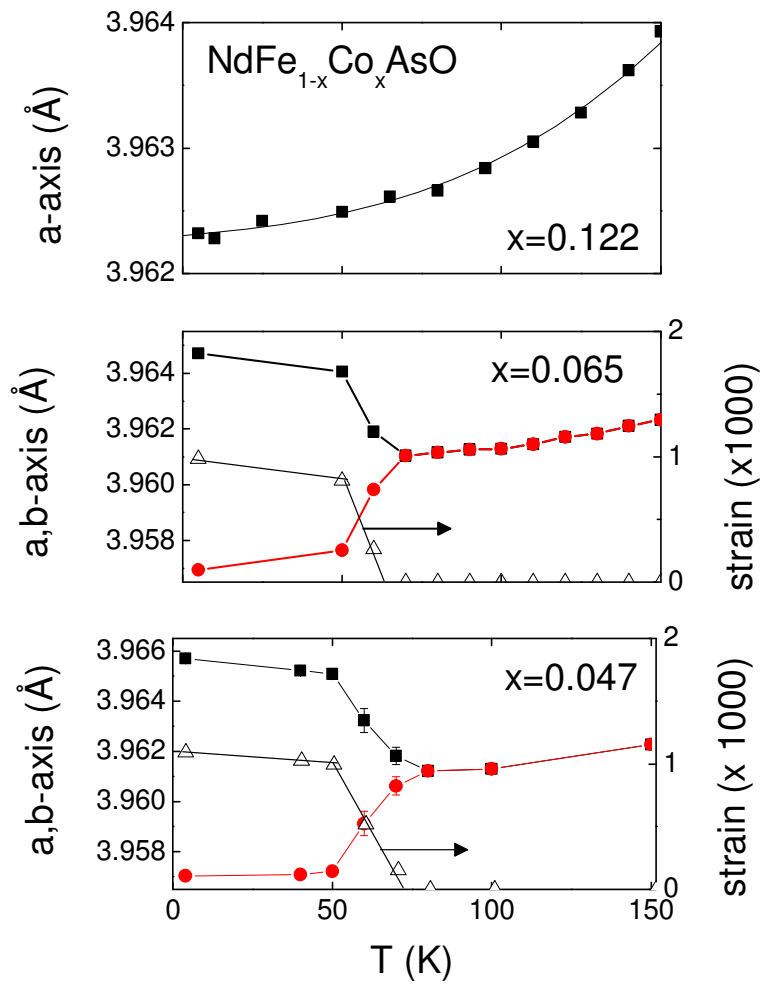 3.964
3.963
3.962
a-axis (Å)
NdFe1-xCoxAsO
x=0.122
3.964
3.962
3.960
3.958
a,b-axis (Å)
x=0.065
2
1
0
strain (x1000)
3.966
3.964
3.962
3.960
3.958
a,b-axis (Å)
x=0.047
2
1
0
strain (x 1000)
0 50 100 150
T (K)